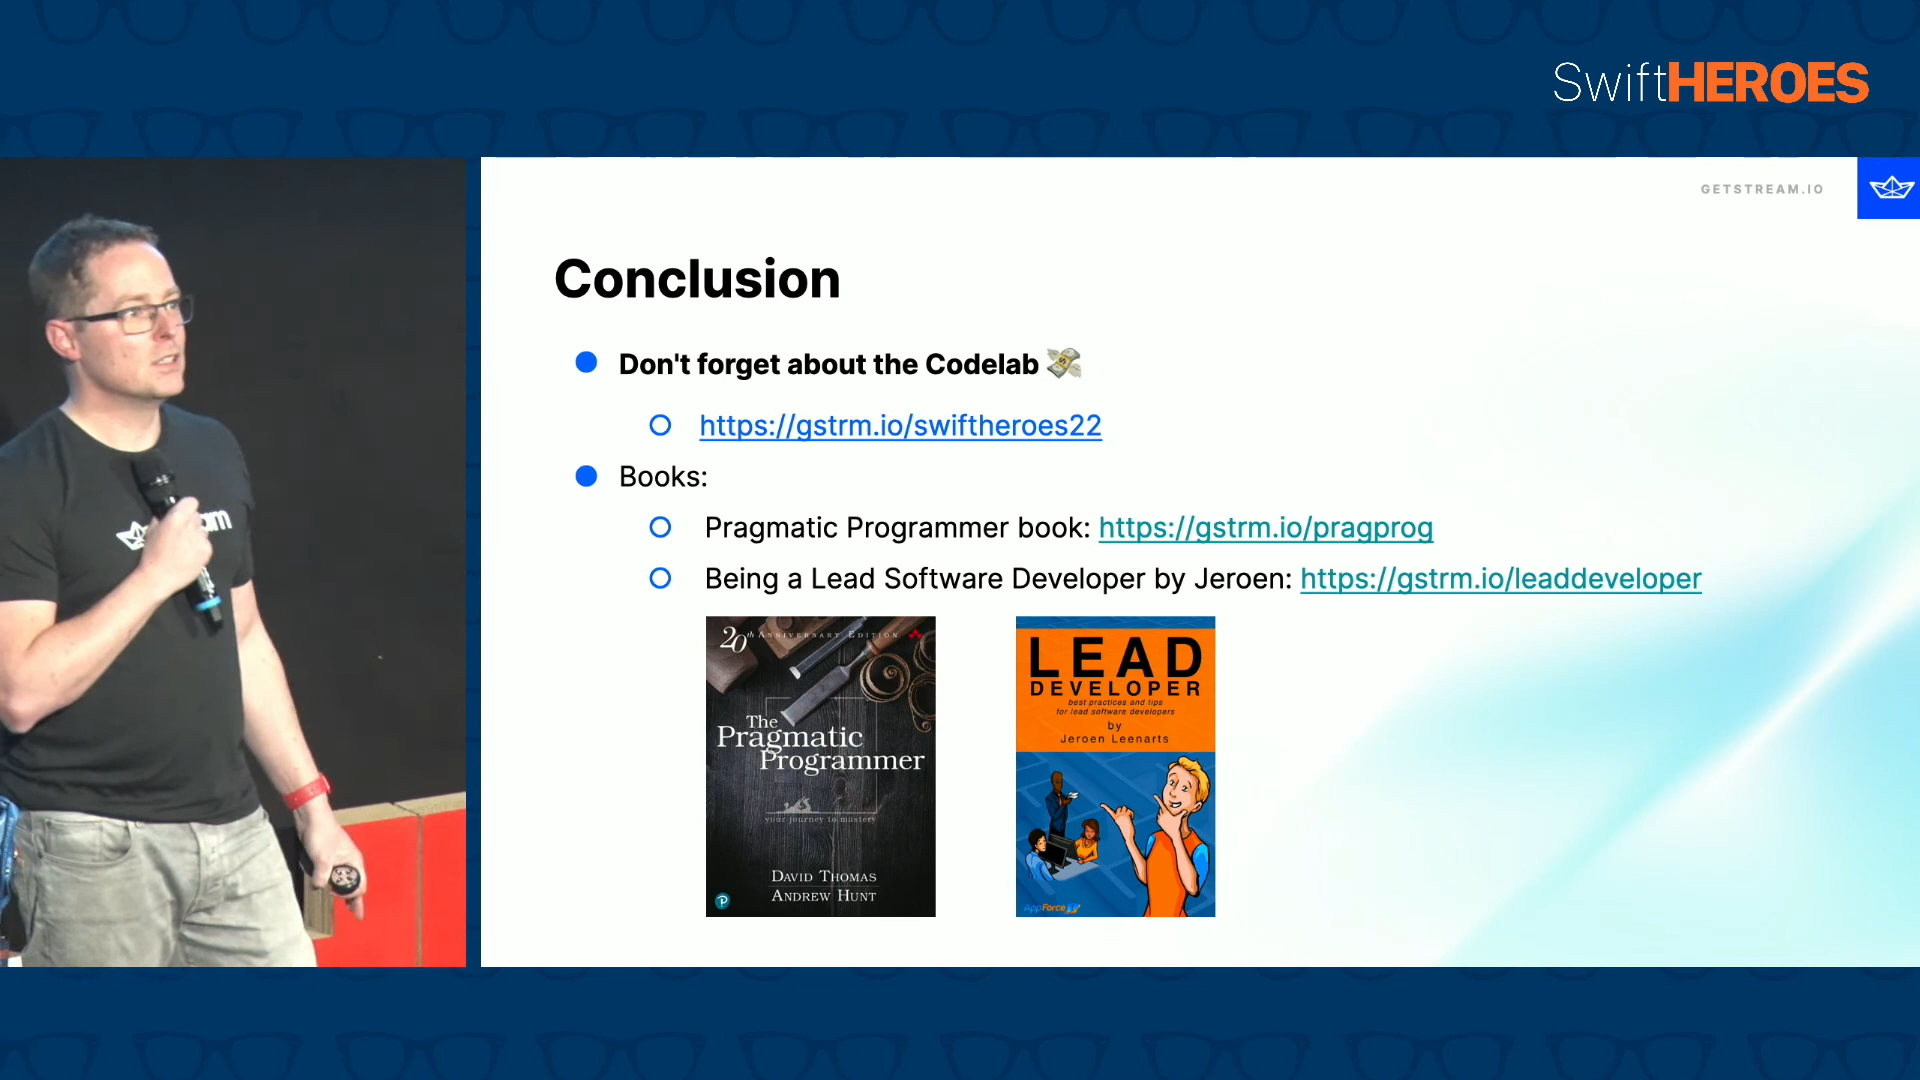 SwiftHEROES
GETSTREAM.IO
Conclusion
Don't forget about the Codelab 💸
https://gstrm.io/swiftheroes22
Books:
Pragmatic Programmer book: https://gstrm.io/pragprog
Being a Lead Software Developer by Jeroen: https://gstrm.io/leaddeveloper
20th ANNIVERSARY EDITION
The
Pragmatic
Programmer
your journey to mastery
DAVID THOMAS
ANDREW HUNT
LEAD
DEVELOPER
best practices and tips
for lead software developers
by
Jeroen Leenarts
AppForce1